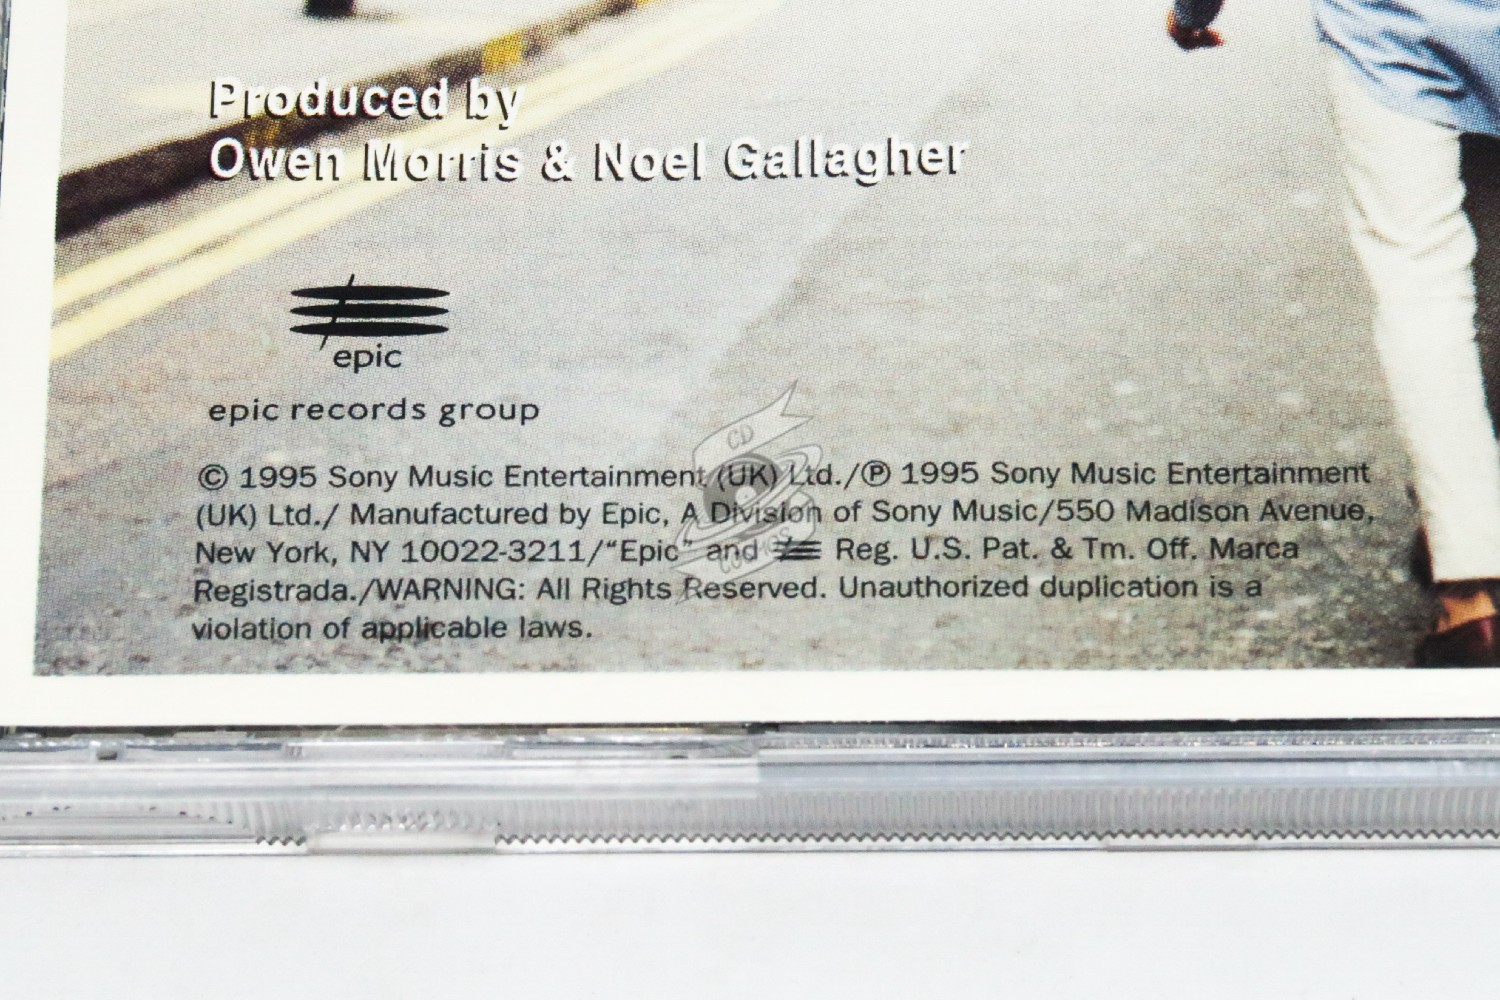 Produced by
Owen Morris & Noel Gallagher
epic
epic records group
© 1995 Sony Music Entertainment (UK) Ltd./℗ 1995 Sony Music Entertainment
(UK) Ltd./ Manufactured by Epic, A Division of Sony Music/550 Madison Avenue,
New York, NY 10022-3211/“Epic” and Reg. U.S. Pat. & Tm. Off. Marca
Registrada./WARNING: All Rights Reserved. Unauthorized duplication is a
violation of applicable laws.
CD